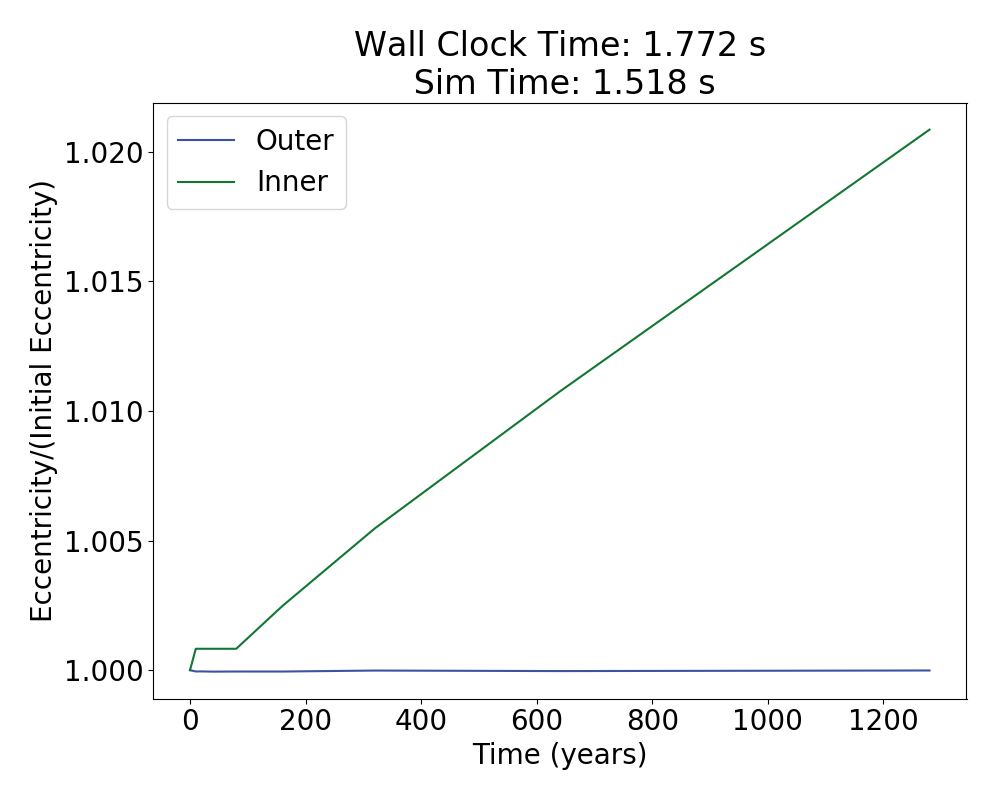 Wall Clock Time: 1.772 s
Sim Time: 1.518 s
Outer
Inner
Eccentricity/(Initial Eccentricity)
1.020
1.015
1.010
1.005
1.000
0 200 400 600 800 1000 1200
Time (years)